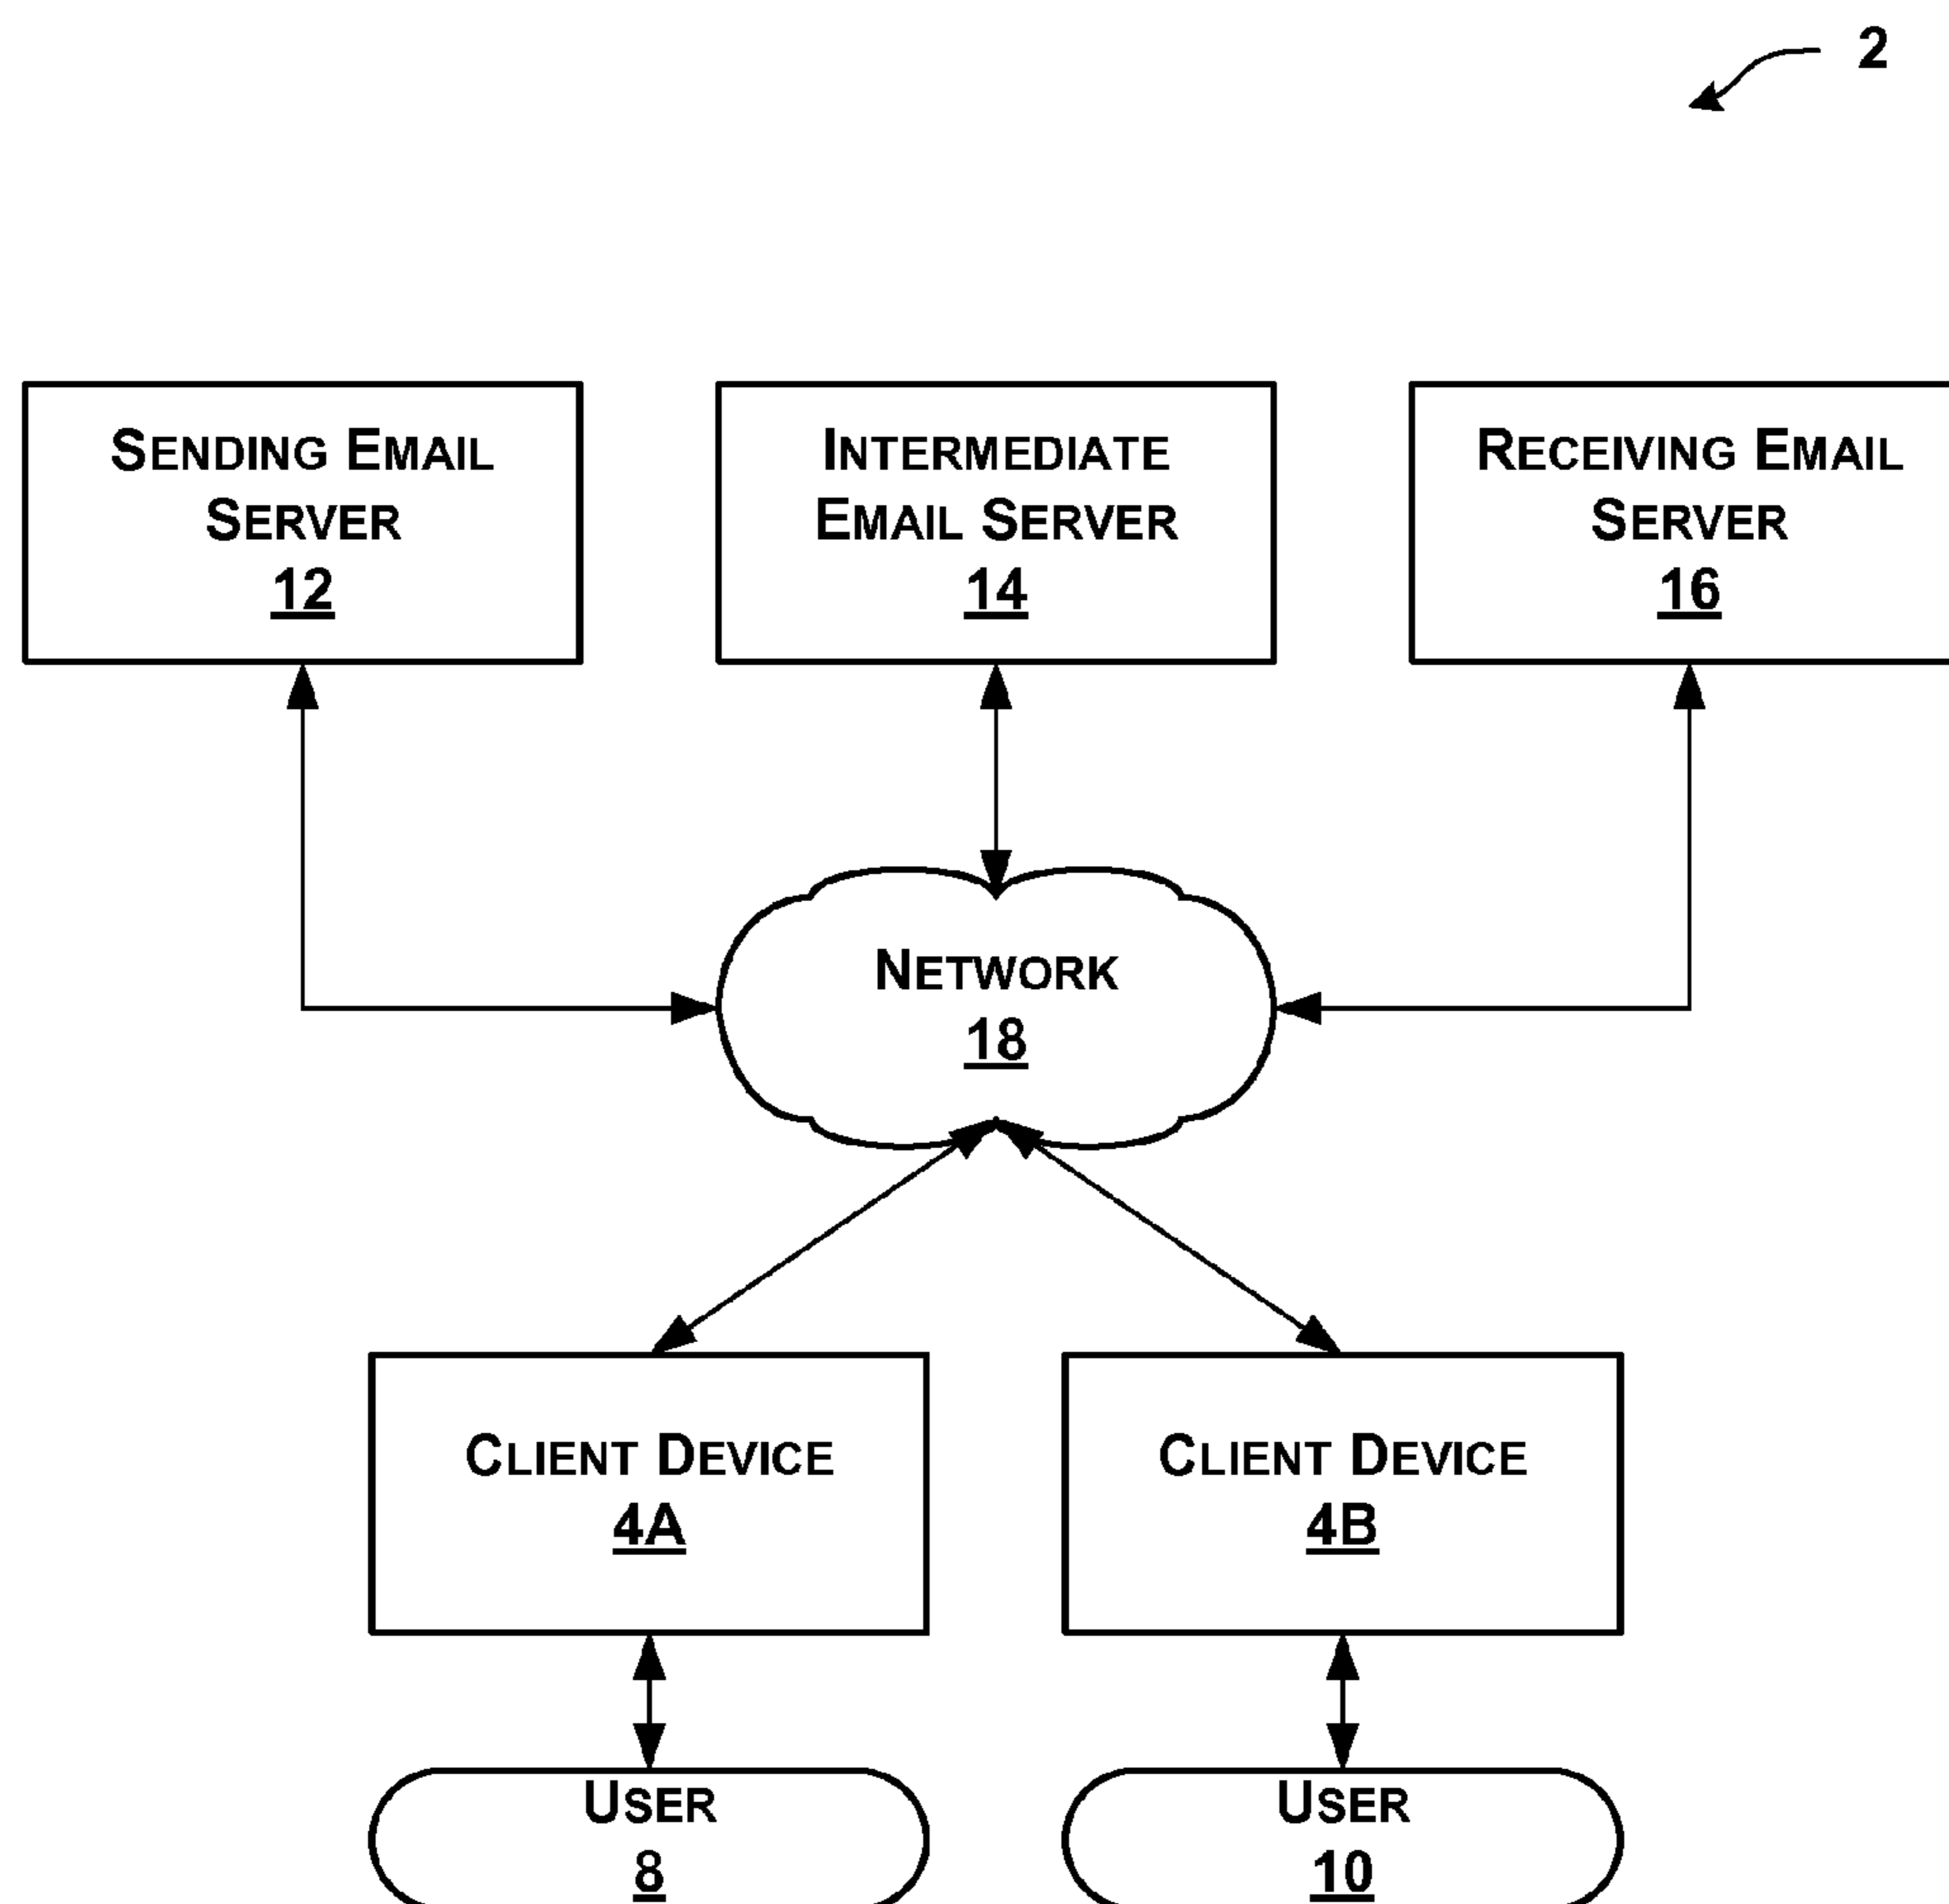 2
SENDING EMAIL
SERVER
12
INTERMEDIATE
EMAIL SERVER
14
RECEIVING EMAIL
SERVER
16
NETWORK
18
CLIENT DEVICE
4A
CLIENT DEVICE
4B
USER
8
USER
10